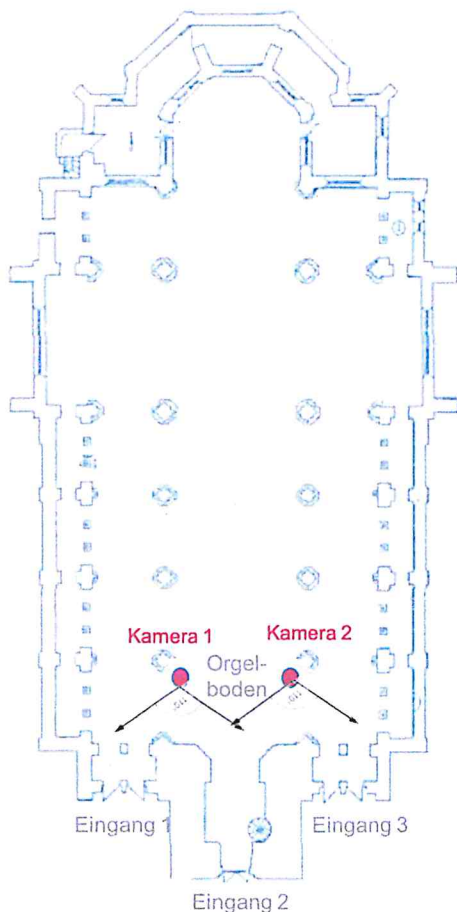 Kamera 1
Kamera 2
Orgel-
boden
Eingang 1
Eingang 3
Eingang 2